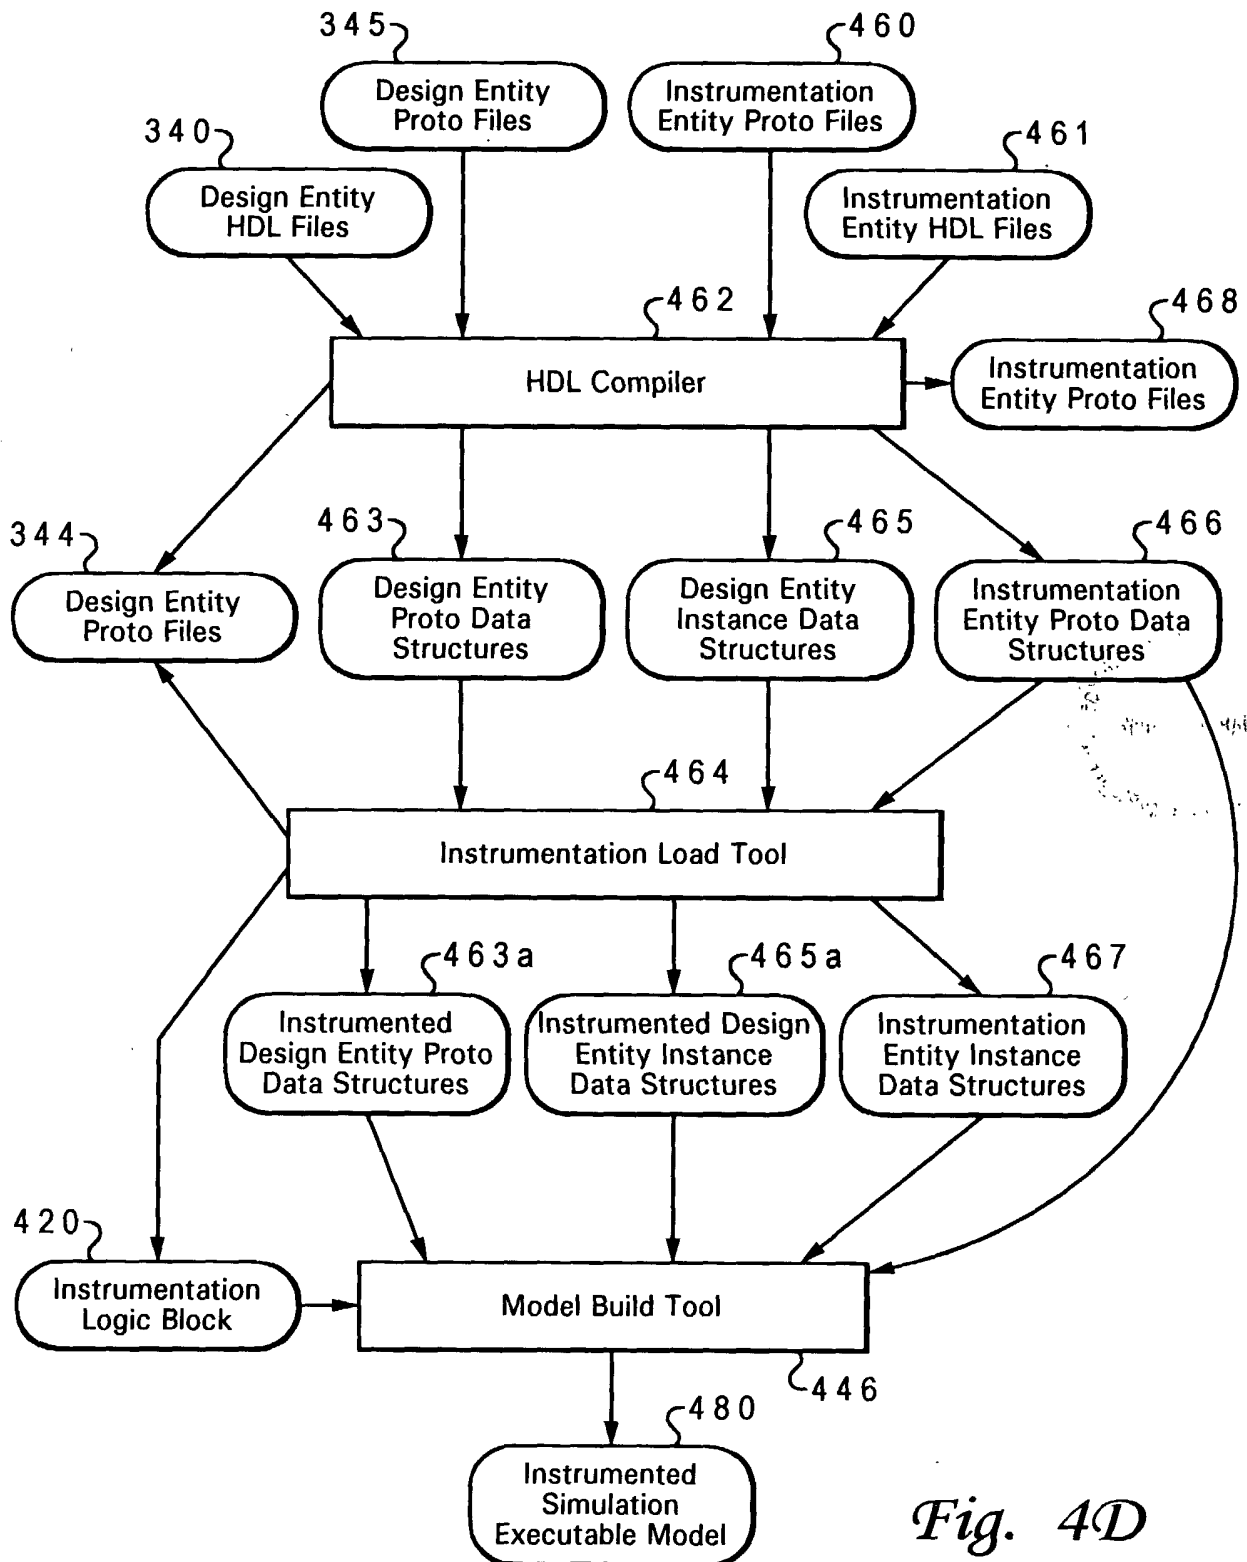 345
460
Design Entity
Proto Files
Instrumentation
Entity Proto Files
340
461
Design Entity
HDL Files
Instrumentation
Entity HDL Files
462
468
HDL Compiler
Instrumentation
Entity Proto Files
344
463
465
466
Design Entity
Proto Files
Design Entity
Proto Data
Structures
Design Entity
Instance Data
Structures
Instrumentation
Entity Proto Data
Structures
464
Instrumentation Load Tool
463a
465a
467
Instrumented
Design Entity Proto
Data Structures
Instrumented Design
Entity Instance
Data Structures
Instrumentation
Entity Instance
Data Structures
420
Instrumentation
Logic Block
Model Build Tool
446
480
Instrumented
Simulation
Executable Model
Fig. 4D